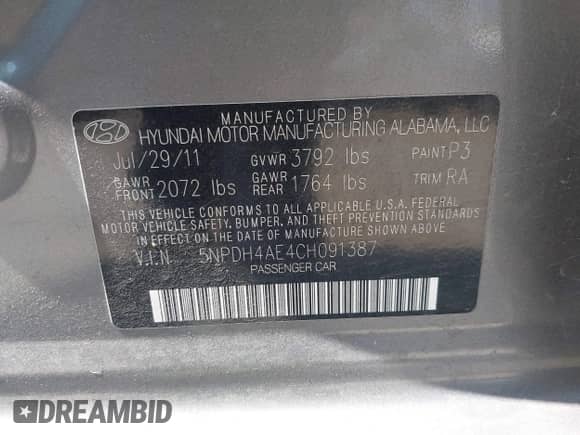 MANUFACTURED BY
HYUNDAI MOTOR MANUFACTURING ALABAMA, LLC
Jul/29/11 GVWR 3792 lbs PAINT P3
GAWR FRONT 2072 lbs GAWR REAR 1764 lbs TRIM RA
THIS VEHICLE CONFORMS TO ALL APPLICABLE U.S.A. FEDERAL
MOTOR VEHICLE SAFETY, BUMPER, AND THEFT PREVENTION
STANDARDS IN EFFECT ON THE DATE OF MANUFACTURE SHOWN ABOVE.
V.I.N 5NPDH4AE4CH091387
PASSENGER CAR
DREAMBID